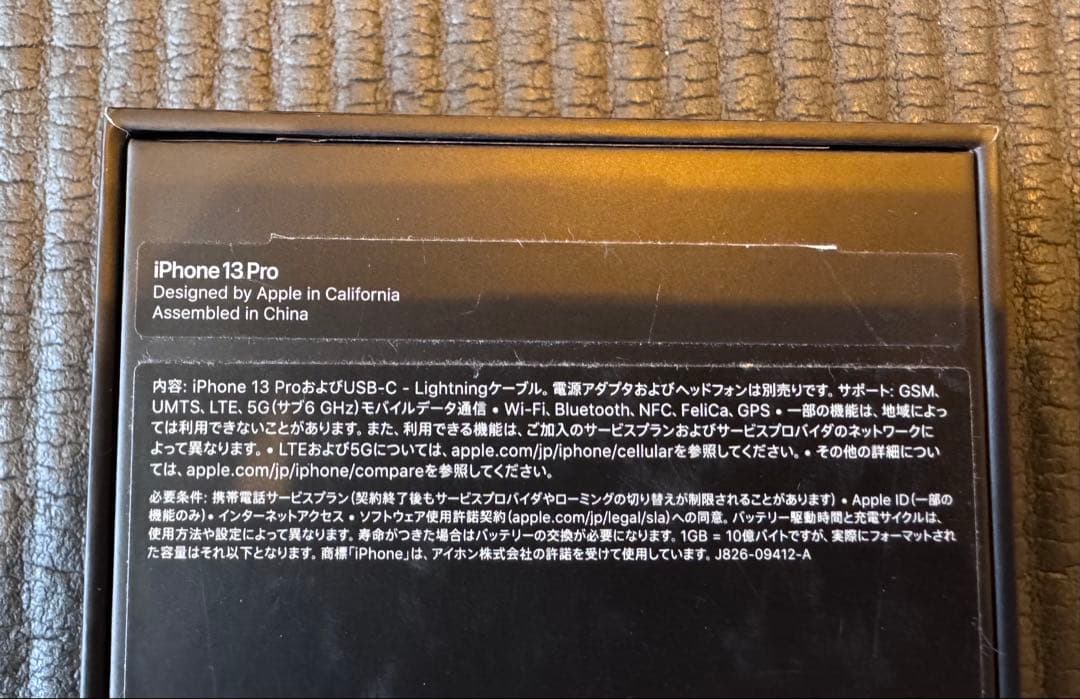 iPhone 13 Pro
Designed by Apple in California
Assembled in China
内容: iPhone 13 ProおよびUSB-C - Lightningケーブル。電源アダプタおよびヘッドフォンは別売りです。サポート: GSM、
UMTS、LTE、5G(サブ6 GHz)モバイルデータ通信 • Wi-Fi、Bluetooth、NFC、FeliCa、GPS • 一部の機能は、地域によっ
ては利用できないことがあります。また、利用できる機能は、ご加入のサービスプランおよびサービスプロバイダのネットワークに
よって異なります。• LTEおよび5Gについては、apple.com/jp/iphone/cellularを参照してください。• その他の詳細につい
ては、apple.com/jp/iphone/compareを参照してください。
必要条件: 携帯電話サービスプラン(契約終了後もサービスプロバイダやローミングの切り替えが制限されることがあります) • Apple ID(一部の
機能のみ) • インターネットアクセス • ソフトウェア使用許諾契約(apple.com/jp/legal/sla)への同意。バッテリー駆動時間と充電サイクルは、
使用方法や設定によって異なります。寿命がつきた場合はバッテリーの交換が必要になります。1GB = 10億バイトですが、実際にフォーマットされ
た容量はそれ以下となります。商標「iPhone」は、アイホン株式会社の許諾を受けて使用しています。J826-09412-A